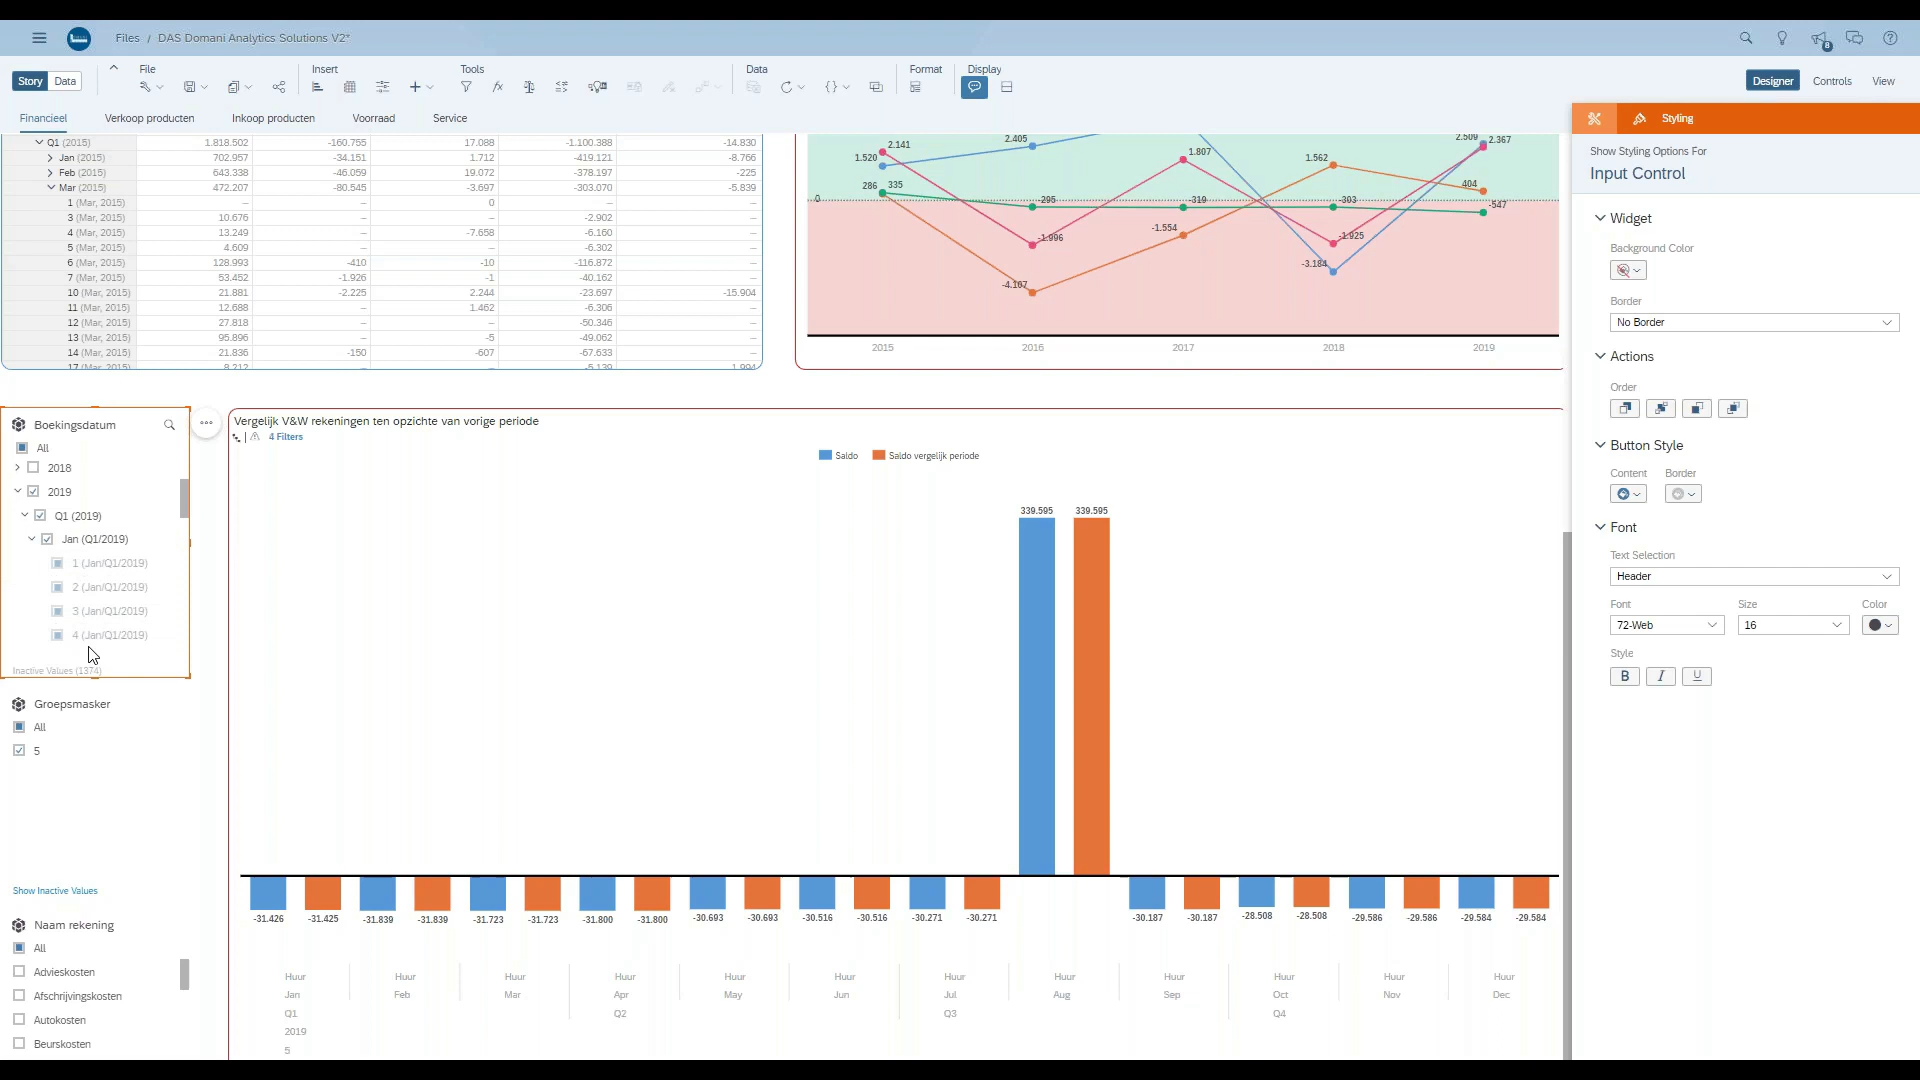 Files / DAS Domani Analytics Solutions V2*
8
Story Data
File
Insert
Tools
Data
Format
Display
Designer Controls View
Financieel Verkoop producten Inkoop producten Voorraad Service
Q1 (2015) 1.818.502 -160.755 17.088 -1.100.388 -14.830
Jan (2015) 702.957 -34.151 1.712 -419.121 -8.766
Feb (2015) 643.338 -46.059 19.072 -378.197 -225
Mar (2015) 472.207 -80.545 -3.697 -303.070 -5.839
1 (Mar, 2015) – – 0 – –
3 (Mar, 2015) 10.676 – – -2.902 –
4 (Mar, 2015) 13.249 – -7.658 -6.160 –
5 (Mar, 2015) 4.609 – – -6.302 –
6 (Mar, 2015) 128.993 -410 -10 -116.872 –
7 (Mar, 2015) 53.452 -1.926 -1 -40.162 –
10 (Mar, 2015) 21.881 -2.225 2.244 -23.697 -15.904
11 (Mar, 2015) 12.688 – 1.462 -6.306 –
12 (Mar, 2015) 27.818 – – -50.346 –
13 (Mar, 2015) 95.896 – -5 -49.062 –
14 (Mar, 2015) 21.836 -150 -607 -67.633 –
17 (Mar, 2015) 8.212 – – -5.139 1.994
2.405 2.509 2.367
2.141 1.807
1.520 1.562
286 335 404
0 -295 -319 -303 -547
-1.996 -1.554 -1.925
-3.184
-4.107
2015 2016 2017 2018 2019
Boekingsdatum
All
2018
2019
Q1 (2019)
Jan (Q1/2019)
1 (Jan/Q1/2019)
2 (Jan/Q1/2019)
3 (Jan/Q1/2019)
4 (Jan/Q1/2019)
Inactive Values (1374)
Groepsmasker
All
5
Show Inactive Values
Naam rekening
All
Advieskosten
Afschrijvingskosten
Autokosten
Beurskosten
Vergelijk V&W rekeningen ten opzichte van vorige periode
4 Filters
Saldo Saldo vergelijk periode
339.595 339.595
-31.426 -31.425 -31.839 -31.839 -31.723 -31.723 -31.800 -31.800 -30.693 -30.693 -30.516 -30.516 -30.271 -30.271 -30.187 -30.187 -28.508 -28.508 -29.586 -29.586 -29.584 -29.584
Huur Huur Huur Huur Huur Huur Huur Huur Huur Huur Huur Huur
Jan Feb Mar Apr May Jun Jul Aug Sep Oct Nov Dec
Q1 Q2 Q3 Q4
2019
5
Styling
Show Styling Options For
Input Control
Widget
Background Color
Border
No Border
Actions
Order
Button Style
Content Border
Font
Text Selection
Header
Font Size Color
72-Web 16
Style
B I U